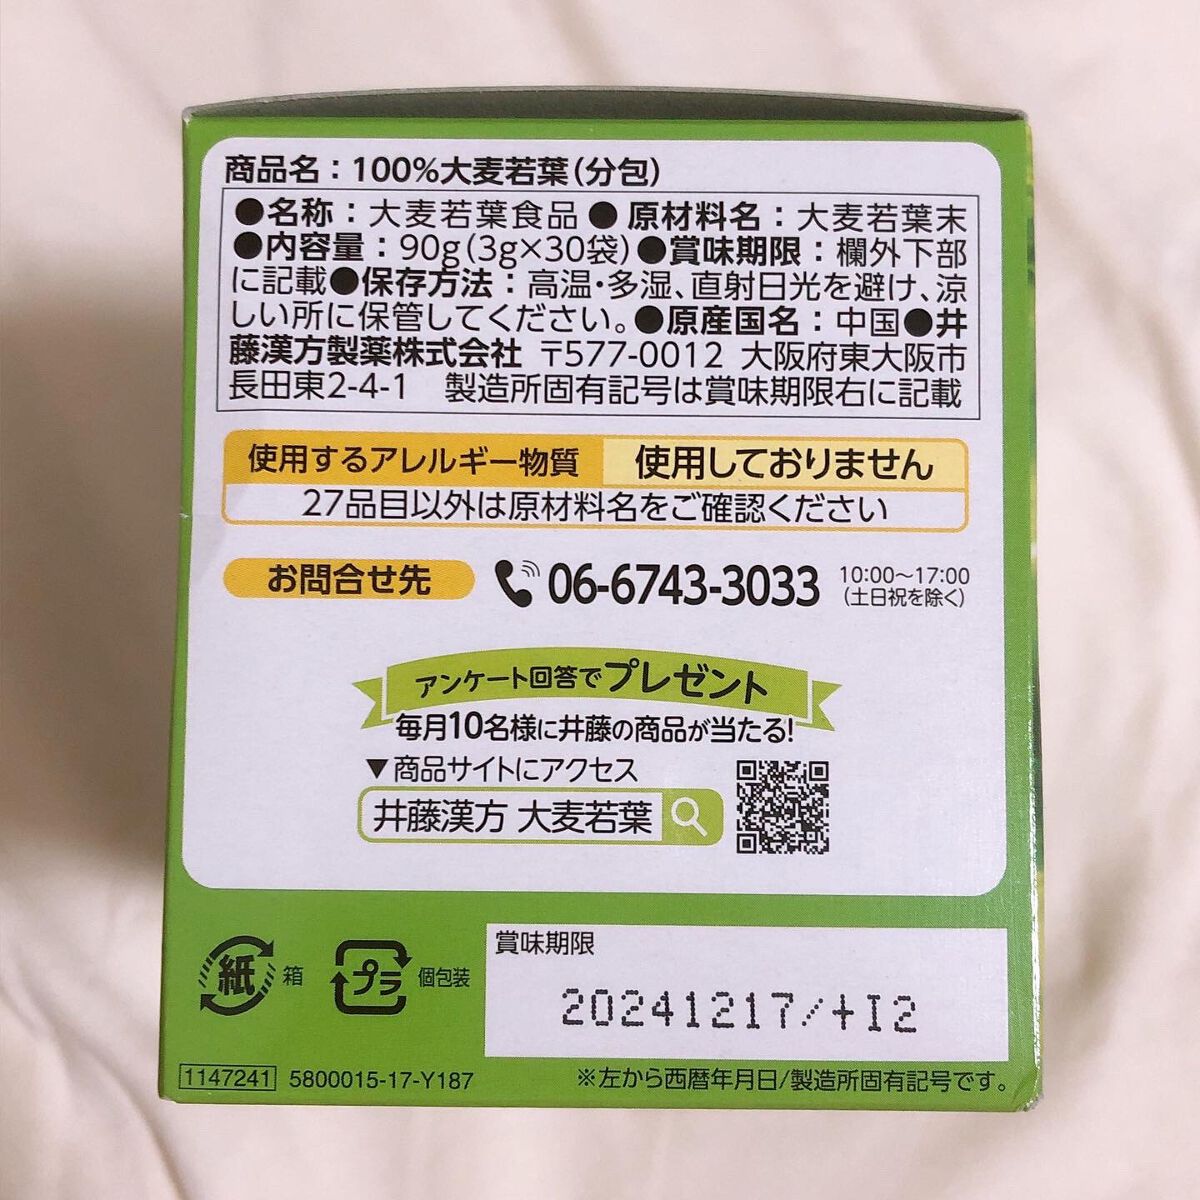 商品名：100%大麦若葉（分包）
●名称：大麦若葉食品●原材料名：大麦若葉末
●内容量：90g(3g×30袋)●賞味期限：欄外下部
に記載●保存方法：高温・多湿、直射日光を避け、涼
しい所に保管してください。●原産国名：中国●井
藤漢方製薬株式会社 〒577-0012 大阪府東大阪市
長田東2-4-1 製造所固有記号は賞味期限右に記載
使用するアレルギー物質 使用しておりません
27品目以外は原材料名をご確認ください
お問合せ先 06-6743-3033 10:00～17:00
(土日祝を除く)
アンケート回答でプレゼント
毎月10名様に井藤の商品が当たる!
▼商品サイトにアクセス
井藤漢方 大麦若葉
紙 箱 プラ 個包装
賞味期限
20241217/+I2
1147241 5800015-17-Y187
※左から西暦年月日/製造所固有記号です。